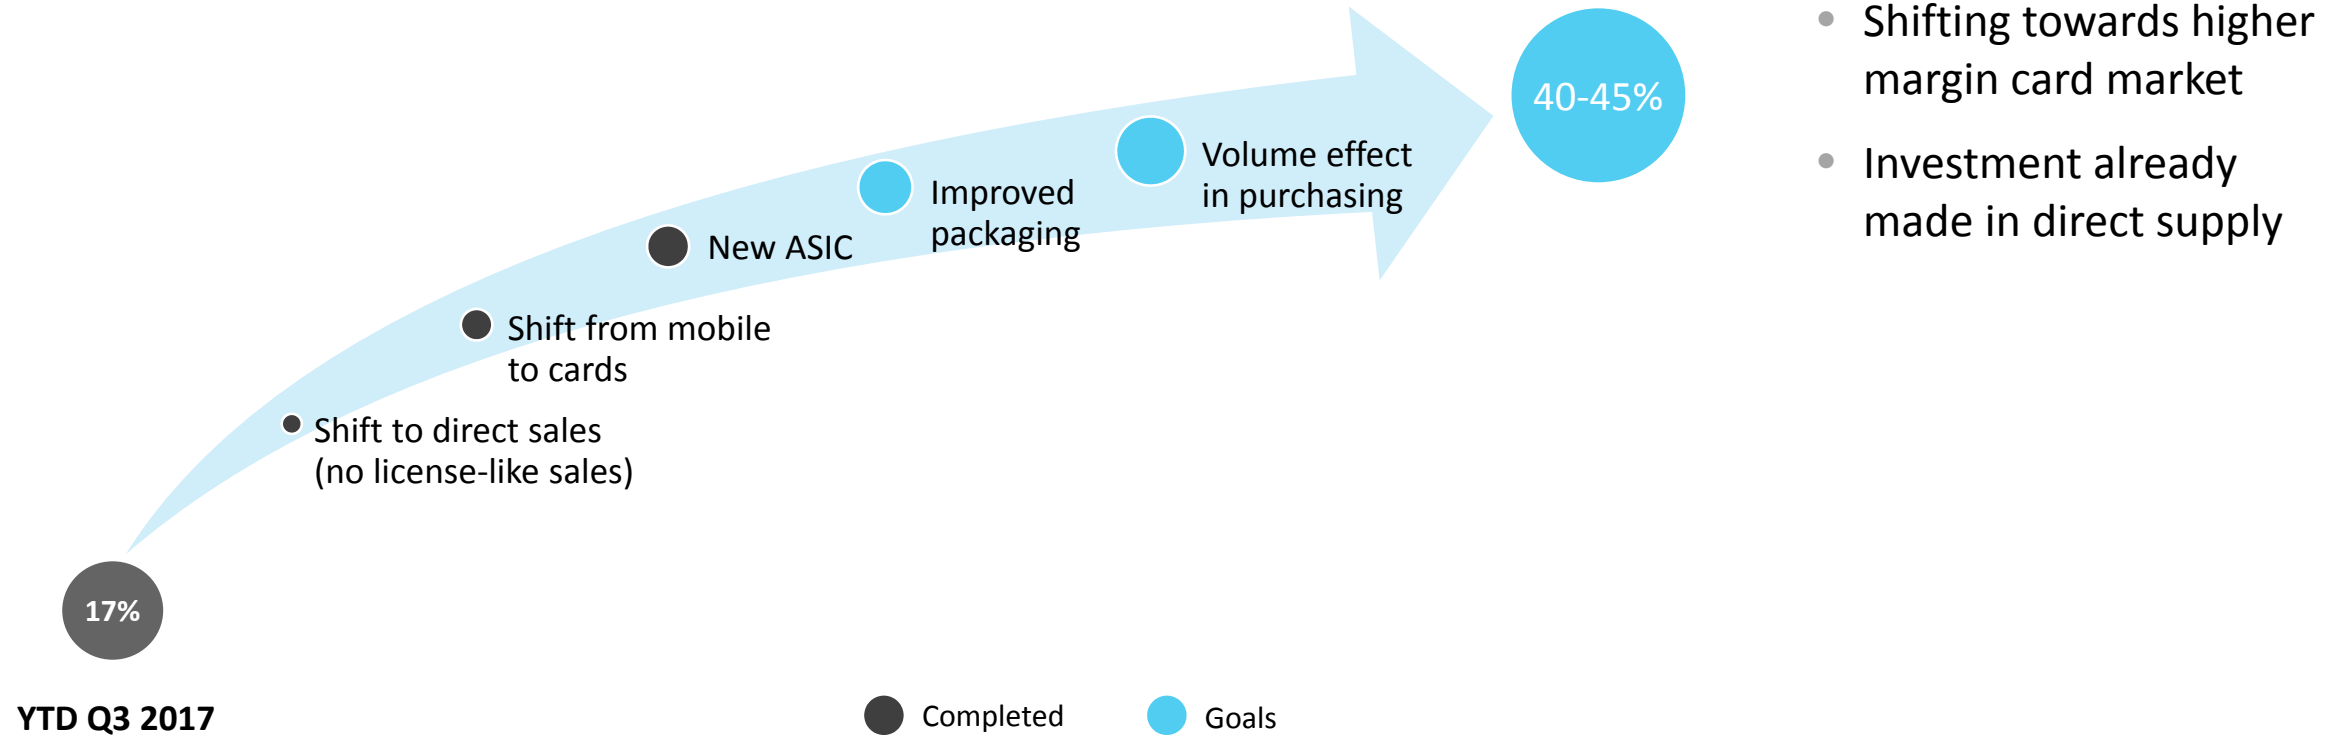 40-45%
Volume effect
in purchasing
Improved
packaging
New ASIC
Shift from mobile
to cards
Shift to direct sales
(no license-like sales)
17%
YTD Q3 2017
Completed
Goals
• Shifting towards higher
margin card market
• Investment already
made in direct supply